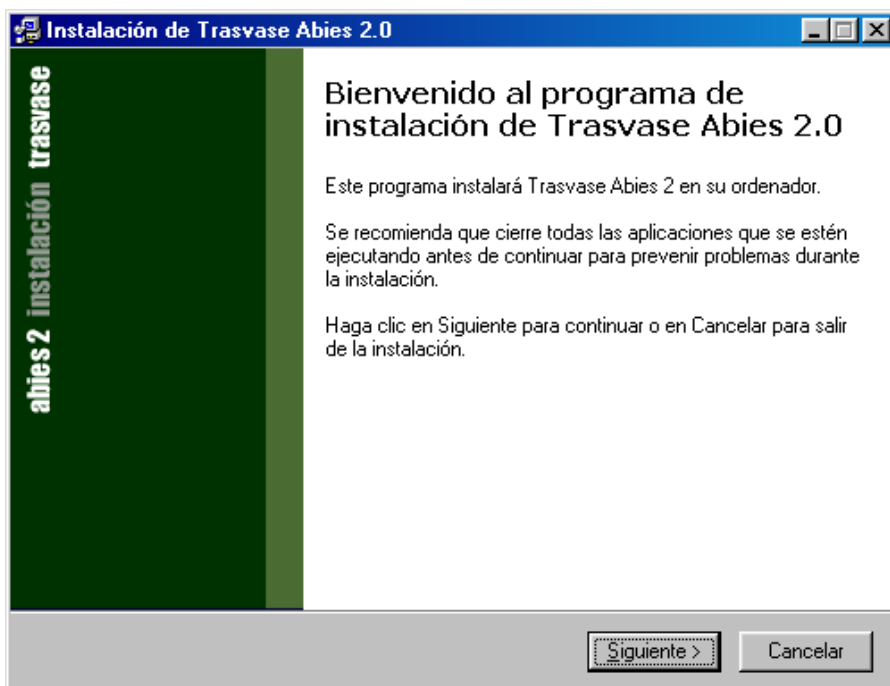 Instalación de Trasvase Abies 2.0
abies 2 instalación trasvase
Bienvenido al programa de
instalación de Trasvase Abies 2.0
Este programa instalará Trasvase Abies 2 en su ordenador.
Se recomienda que cierre todas las aplicaciones que se estén
ejecutando antes de continuar para prevenir problemas durante
la instalación.
Haga clic en Siguiente para continuar o en Cancelar para salir
de la instalación.
Siguiente >
Cancelar